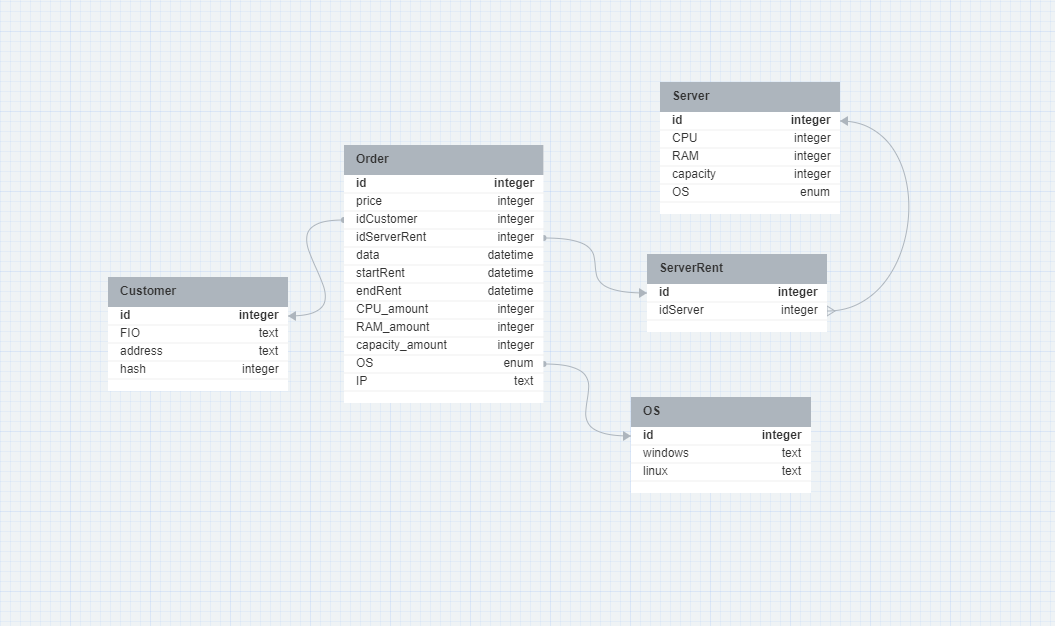 Server
id integer
CPU integer
RAM integer
capacity integer
OS enum
Order
id integer
price integer
idCustomer integer
idServerRent integer
data datetime
startRent datetime
endRent datetime
CPU_amount integer
RAM_amount integer
capacity_amount integer
OS enum
IP text
ServerRent
id integer
idServer integer
Customer
id integer
FIO text
address text
hash integer
OS
id integer
windows text
linux text